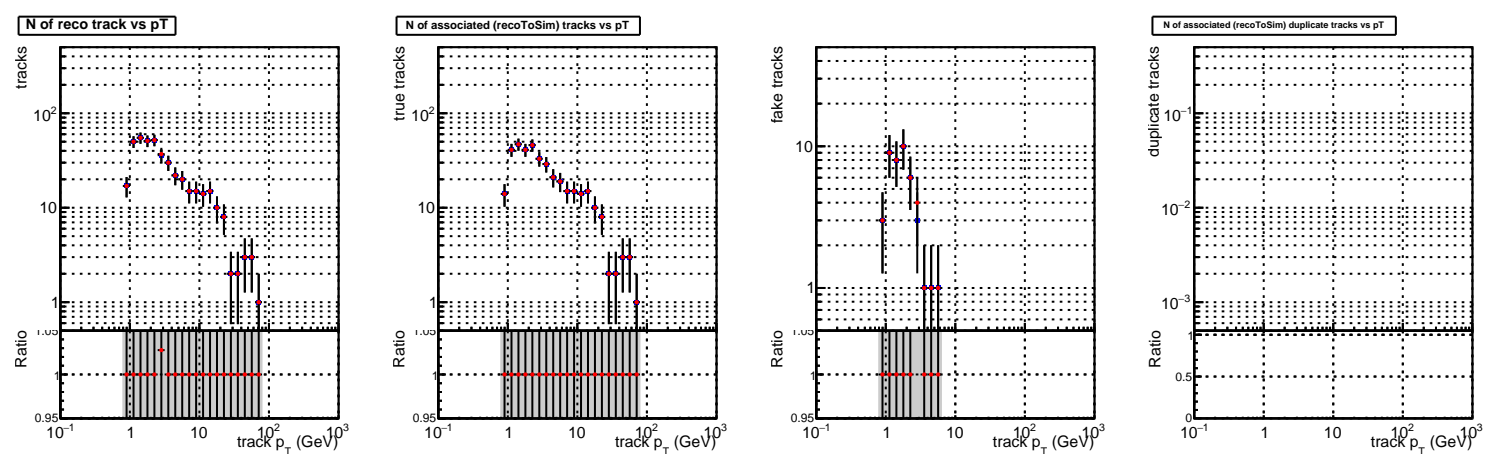 N of reco track vs pT
tracks
10²
10
1
Ratio
1.05
1
0.95
10⁻¹ 1 10 10² 10³
track p_T (GeV)
N of associated (recoToSim) tracks vs pT
true tracks
10²
10
1
Ratio
1.05
1
0.95
10⁻¹ 1 10 10² 10³
track p_T (GeV)
fake tracks
10
1
Ratio
1.05
1
0.95
10⁻¹ 1 10 10² 10³
track p_T (GeV)
N of associated (recoToSim) duplicate tracks vs pT
duplicate tracks
10⁻¹
10⁻²
10⁻³
Ratio
1
0.5
0
10⁻¹ 1 10 10² 10³
track p_T (GeV)